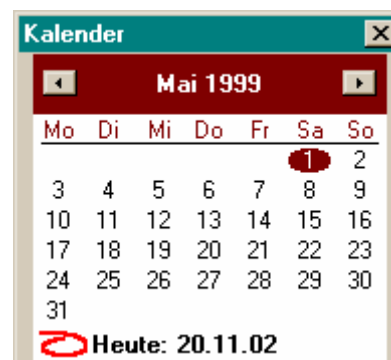 Kalender
Mai 1999
Mo Di Mi Do Fr Sa So
1 2
3 4 5 6 7 8 9
10 11 12 13 14 15 16
17 18 19 20 21 22 23
24 25 26 27 28 29 30
31
Heute: 20.11.02